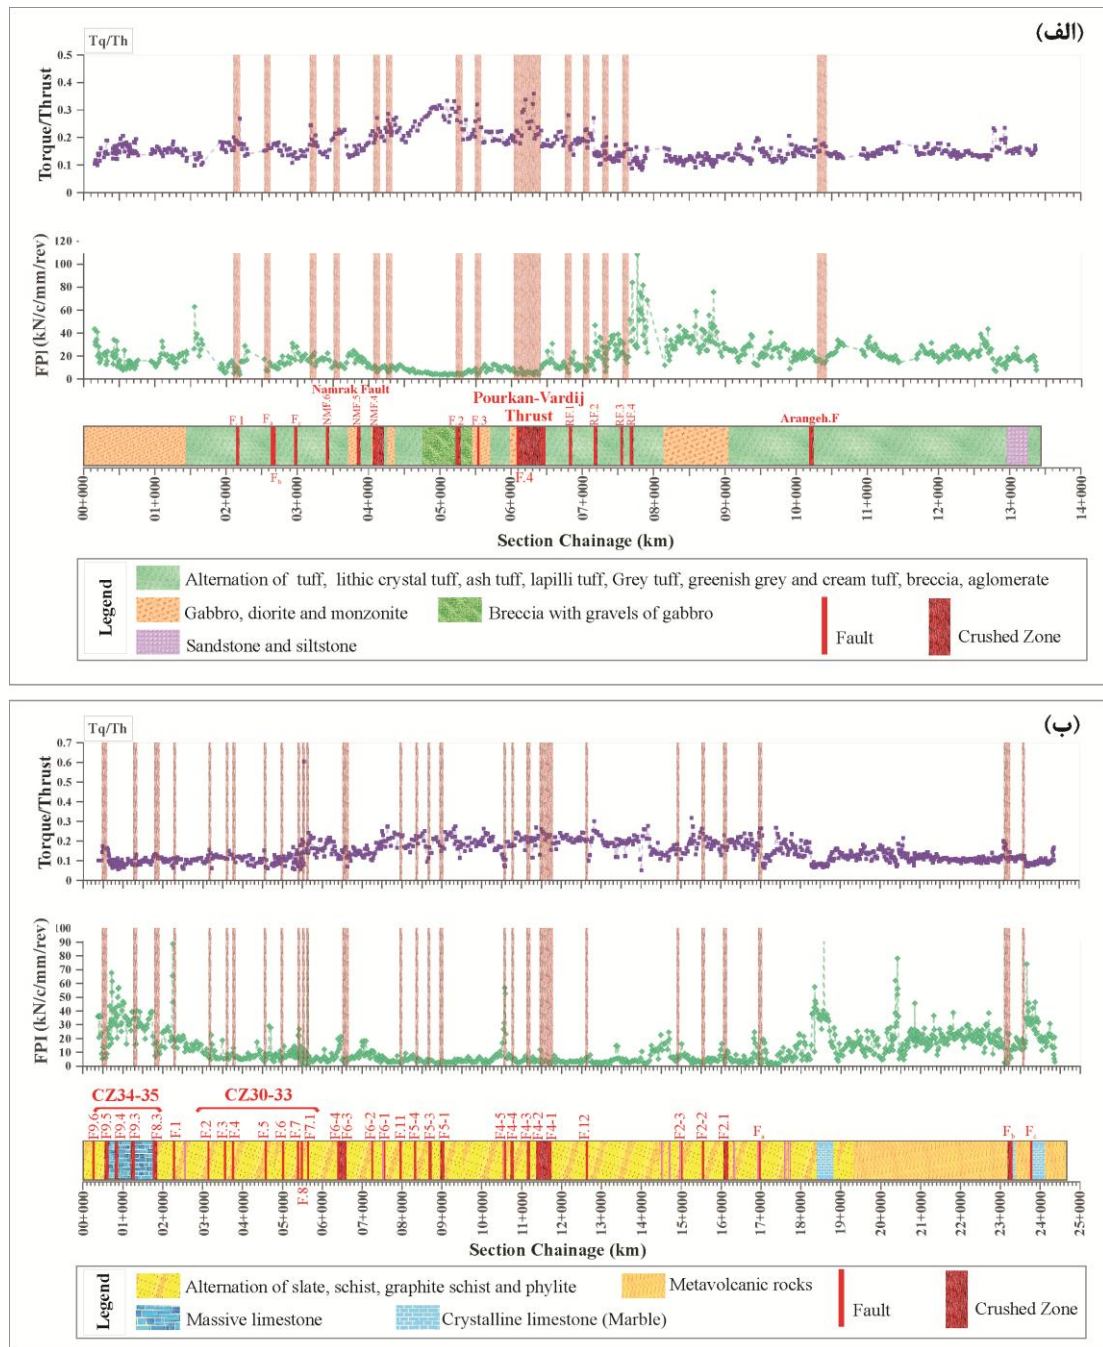 (الف)
Tq/Th
Torque/Thrust
0.5
0.4
0.3
0.2
0.1
0
FPI (kN/c/mm/rev)
120
100
80
60
40
20
0
Namrak Fault
Pourkan-Vardij
Thrust
Arangeh.F
F.1
NMF.6
NMF.5
NMF.4
F.2
F.3
RF.1
RF.2
RF.3
RF.4
F.4
00+000
01+000
02+000
03+000
04+000
05+000
06+000
07+000
08+000
09+000
10+000
11+000
12+000
13+000
14+000
Section Chainage (km)
Legend
Alternation of tuff, lithic crystal tuff, ash tuff, lapilli tuff, Grey tuff, greenish grey and cream tuff, breccia, aglomerate
Gabbro, diorite and monzonite
Breccia with gravels of gabbro
Sandstone and siltstone
Fault
Crushed Zone
(ب)
Tq/Th
Torque/Thrust
0.7
0.6
0.5
0.4
0.3
0.2
0.1
0
FPI (kN/c/mm/rev)
100
90
80
70
60
50
40
30
20
10
0
CZ34-35
CZ30-33
F9.6
F9.5
F9.4
F9.3
F8.3
F.1
F.2
F.3
F.4
F.5
F.6
F.7
F7.1
F6-4
F6-3
F6-2
F6-1
F.11
F5-4
F5-3
F5-1
F4-5
F4-4
F4-3
F4-2
F4-1
F.12
F2-3
F2-2
F2.1
F.8
00+000
01+000
02+000
03+000
04+000
05+000
06+000
07+000
08+000
09+000
10+000
11+000
12+000
13+000
14+000
15+000
16+000
17+000
18+000
19+000
20+000
21+000
22+000
23+000
24+000
25+000
Section Chainage (km)
Legend
Alternation of slate, schist, graphite schist and phylite
Metavolcanic rocks
Massive limestone
Crystalline limestone (Marble)
Fault
Crushed Zone